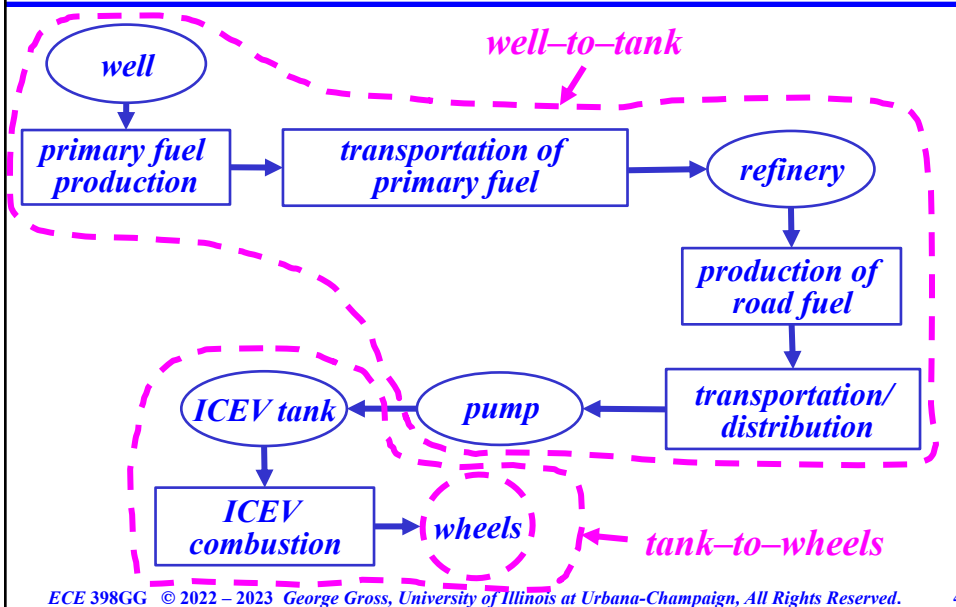 well–to–tank
well
primary fuel
production
transportation of
primary fuel
refinery
production of
road fuel
transportation/
distribution
pump
ICEV tank
ICEV
combustion
wheels
tank–to–wheels
ECE 398GG © 2022 – 2023 George Gross, University of Illinois at Urbana-Champaign, All Rights Reserved. 4